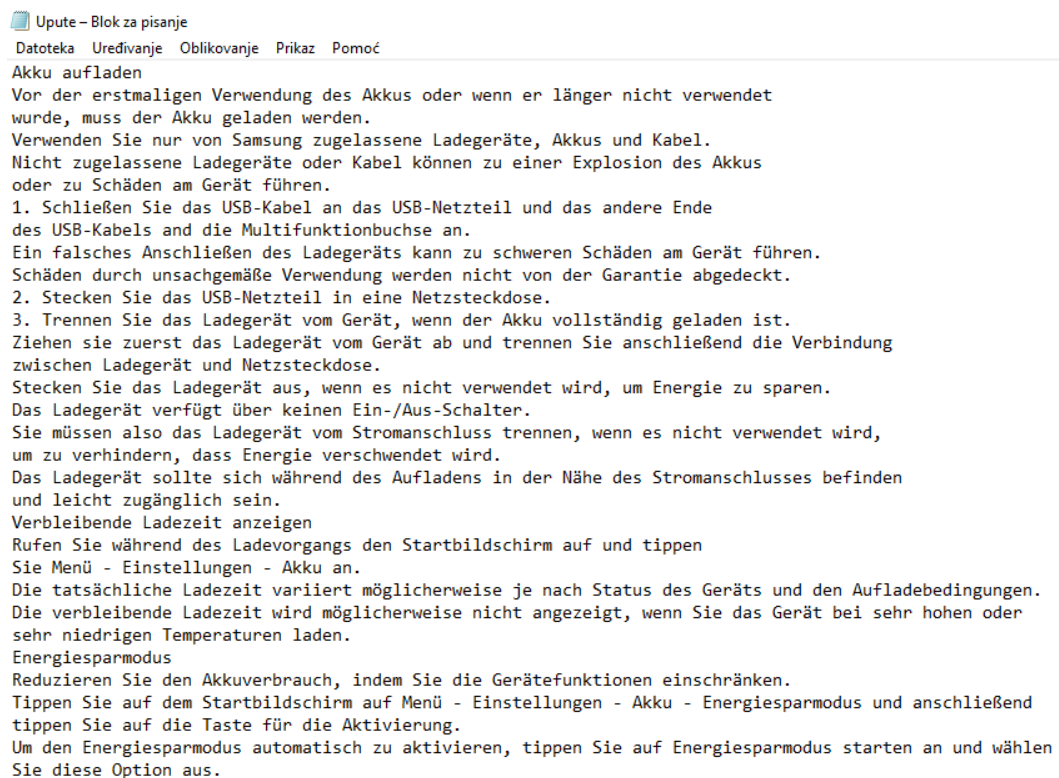 Upute – Blok za pisanje
Datoteka Uređivanje Oblikovanje Prikaz Pomoć
Akku aufladen
Vor der erstmaligen Verwendung des Akkus oder wenn er länger nicht verwendet
wurde, muss der Akku geladen werden.
Verwenden Sie nur von Samsung zugelassene Ladegeräte, Akkus und Kabel.
Nicht zugelassene Ladegeräte oder Kabel können zu einer Explosion des Akkus
oder zu Schäden am Gerät führen.
1. Schließen Sie das USB-Kabel an das USB-Netzteil und das andere Ende
des USB-Kabels and die Multifunktionbuchse an.
Ein falsches Anschließen des Ladegeräts kann zu schweren Schäden am Gerät führen.
Schäden durch unsachgemäße Verwendung werden nicht von der Garantie abgedeckt.
2. Stecken Sie das USB-Netzteil in eine Netzsteckdose.
3. Trennen Sie das Ladegerät vom Gerät, wenn der Akku vollständig geladen ist.
Ziehen sie zuerst das Ladegerät vom Gerät ab und trennen Sie anschließend die Verbindung
zwischen Ladegerät und Netzsteckdose.
Stecken Sie das Ladegerät aus, wenn es nicht verwendet wird, um Energie zu sparen.
Das Ladegerät verfügt über keinen Ein-/Aus-Schalter.
Sie müssen also das Ladegerät vom Stromanschluss trennen, wenn es nicht verwendet wird,
um zu verhindern, dass Energie verschwendet wird.
Das Ladegerät sollte sich während des Aufladens in der Nähe des Stromanschlusses befinden
und leicht zugänglich sein.
Verbleibende Ladezeit anzeigen
Rufen Sie während des Ladevorgangs den Startbildschirm auf und tippen
Sie Menü - Einstellungen - Akku an.
Die tatsächliche Ladezeit variiert möglicherweise je nach Status des Geräts und den Aufladebedingungen.
Die verbleibende Ladezeit wird möglicherweise nicht angezeigt, wenn Sie das Gerät bei sehr hohen oder
sehr niedrigen Temperaturen laden.
Energiesparmodus
Reduzieren Sie den Akkuverbrauch, indem Sie die Gerätefunktionen einschränken.
Tippen Sie auf dem Startbildschirm auf Menü - Einstellungen - Akku - Energiesparmodus und anschließend
tippen Sie auf die Taste für die Aktivierung.
Um den Energiesparmodus automatisch zu aktivieren, tippen Sie auf Energiesparmodus starten an und wählen
Sie diese Option aus.